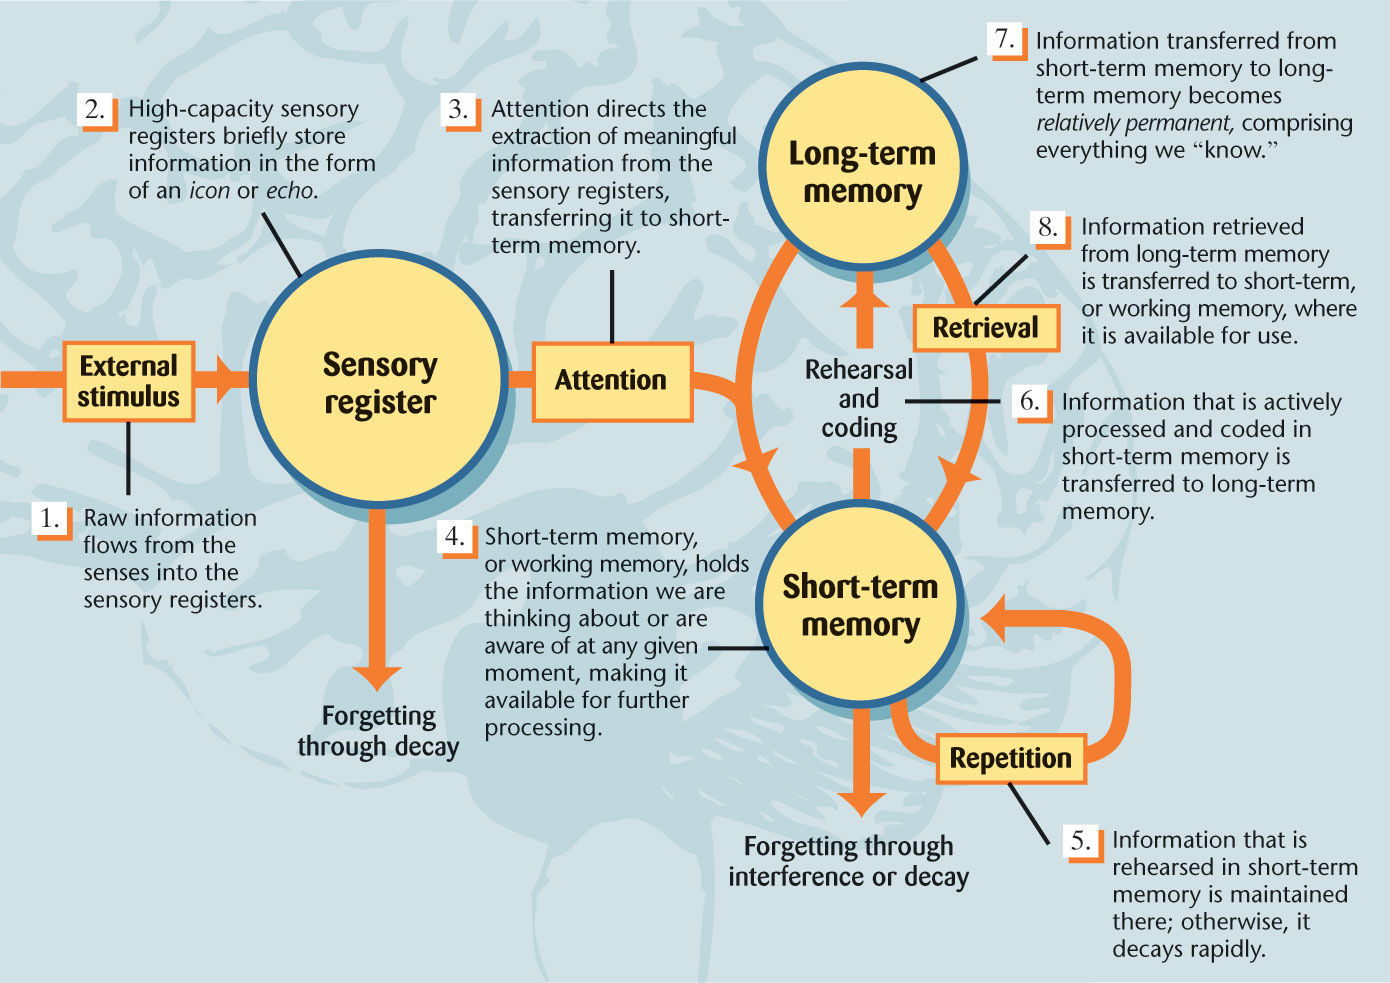 1.
Raw information
flows from the
senses into the
sensory registers.
External
stimulus
2.
High-capacity sensory
registers briefly store
information in the form
of an icon or echo.
Sensory
register
Forgetting
through decay
3.
Attention directs the
extraction of meaningful
information from the
sensory registers,
transferring it to short-
term memory.
Attention
4.
Short-term memory,
or working memory, holds
the information we are
thinking about or are
aware of at any given
moment, making it
available for further
processing.
Short-term
memory
Forgetting through
interference or decay
Repetition
5.
Information that is
rehearsed in short-term
memory is maintained
there; otherwise, it
decays rapidly.
Rehearsal
and
coding
6.
Information that is actively
processed and coded in
short-term memory is
transferred to long-term
memory.
Long-term
memory
7.
Information transferred from
short-term memory to long-
term memory becomes
relatively permanent, comprising
everything we “know.”
Retrieval
8.
Information retrieved
from long-term memory
is transferred to short-term,
or working memory, where
it is available for use.